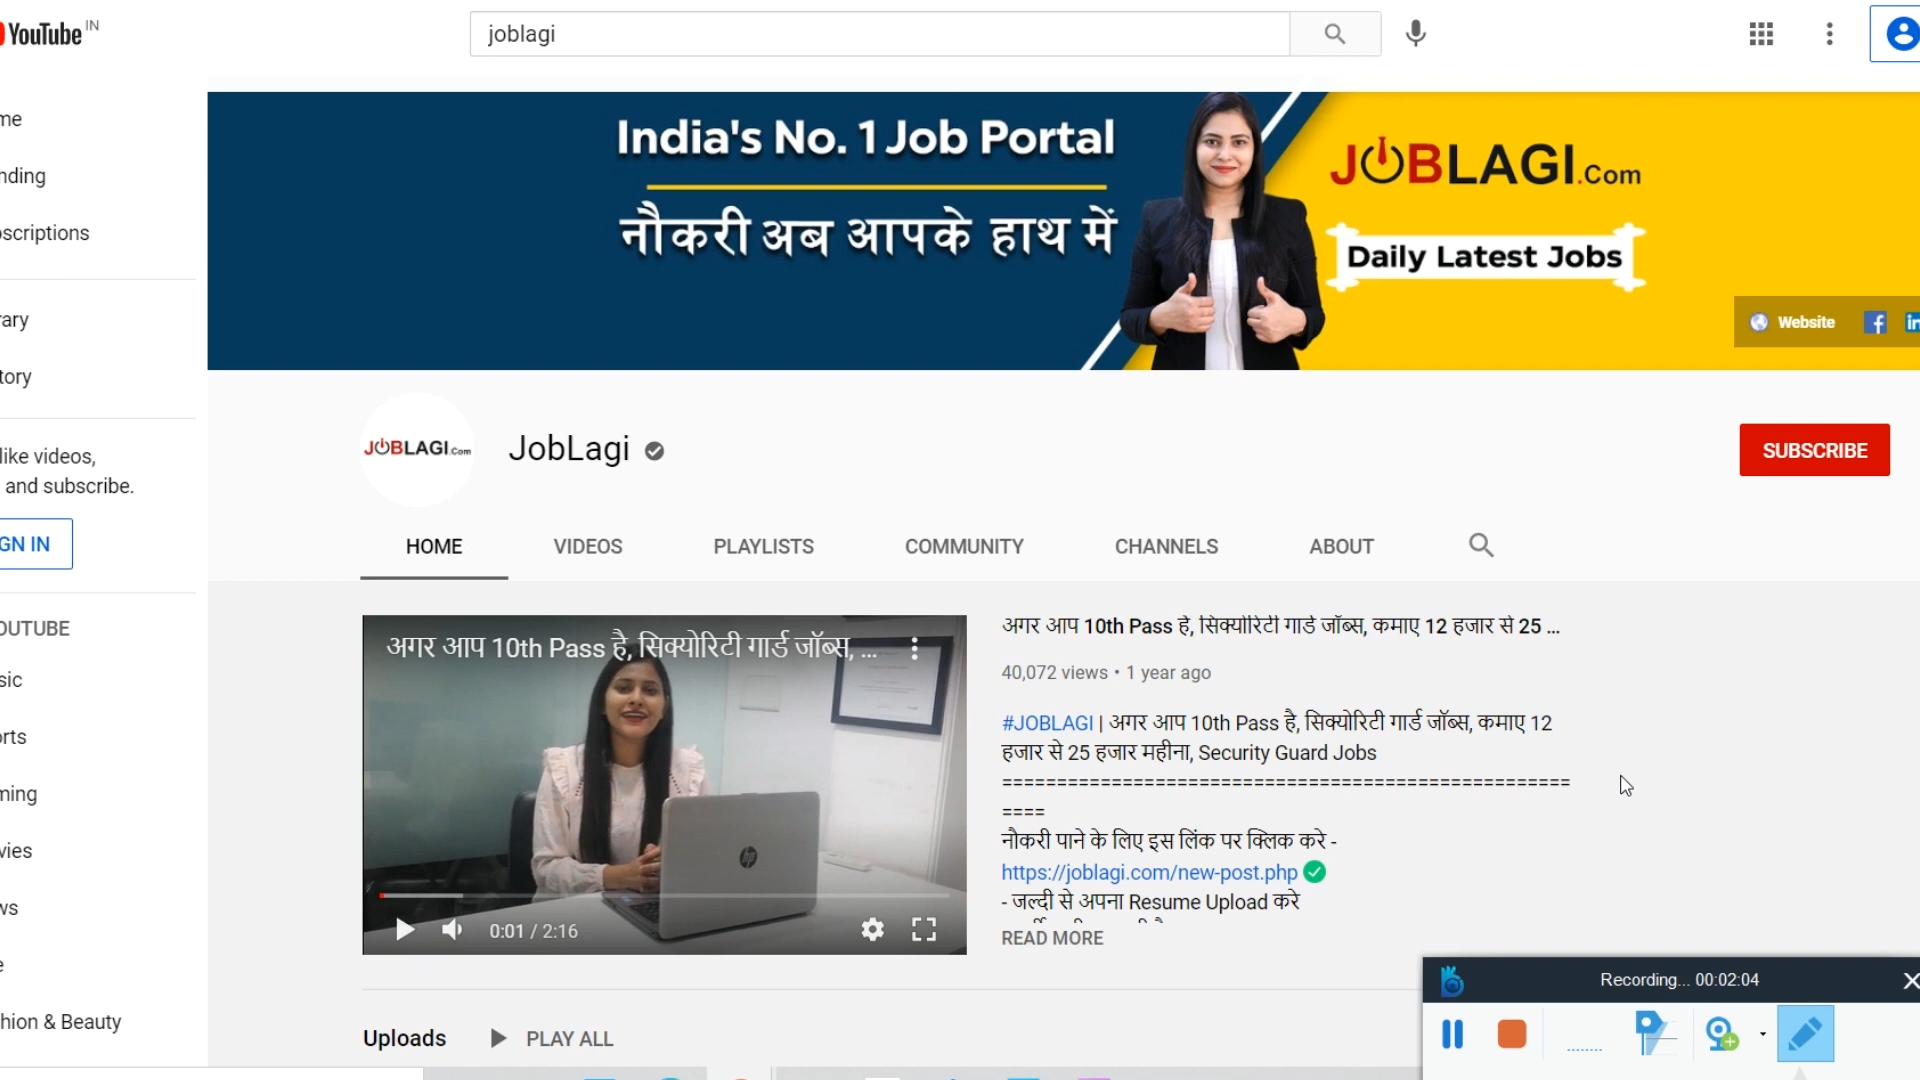 YouTube IN
joblagi
me
nding
oscriptions
rary
tory
like videos,
and subscribe.
GN IN
OUTUBE
sic
orts
ming
vies
ws
e
hion & Beauty
India's No. 1 Job Portal
नौकरी अब आपके हाथ में
JOBLAGI.Com
Daily Latest Jobs
Website
JOBLAGI.Com
JobLagi
SUBSCRIBE
HOME VIDEOS PLAYLISTS COMMUNITY CHANNELS ABOUT
अगर आप 10th Pass है, सिक्योरिटी गार्ड जॉब्स, ...
0:01 / 2:16
अगर आप 10th Pass है, सिक्योरिटी गार्ड जॉब्स, कमाए 12 हजार से 25 ...
40,072 views • 1 year ago
#JOBLAGI | अगर आप 10th Pass है, सिक्योरिटी गार्ड जॉब्स, कमाए 12
हजार से 25 हजार महीना, Security Guard Jobs
====================================================
====
नौकरी पाने के लिए इस लिंक पर क्लिक करे -
https://joblagi.com/new-post.php
- जल्दी से अपना Resume Upload करे
READ MORE
Uploads PLAY ALL
Recording... 00:02:04